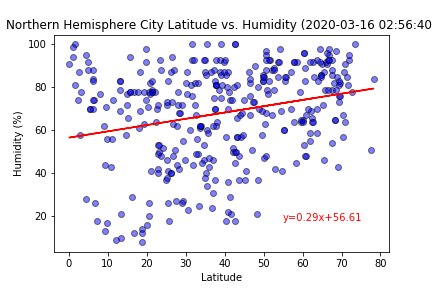 Northern Hemisphere City Latitude vs. Humidity (2020-03-16 02:56:40
100
80
60
40
20
Humidity (%)
y=0.29x+56.61
0 10 20 30 40 50 60 70 80
Latitude